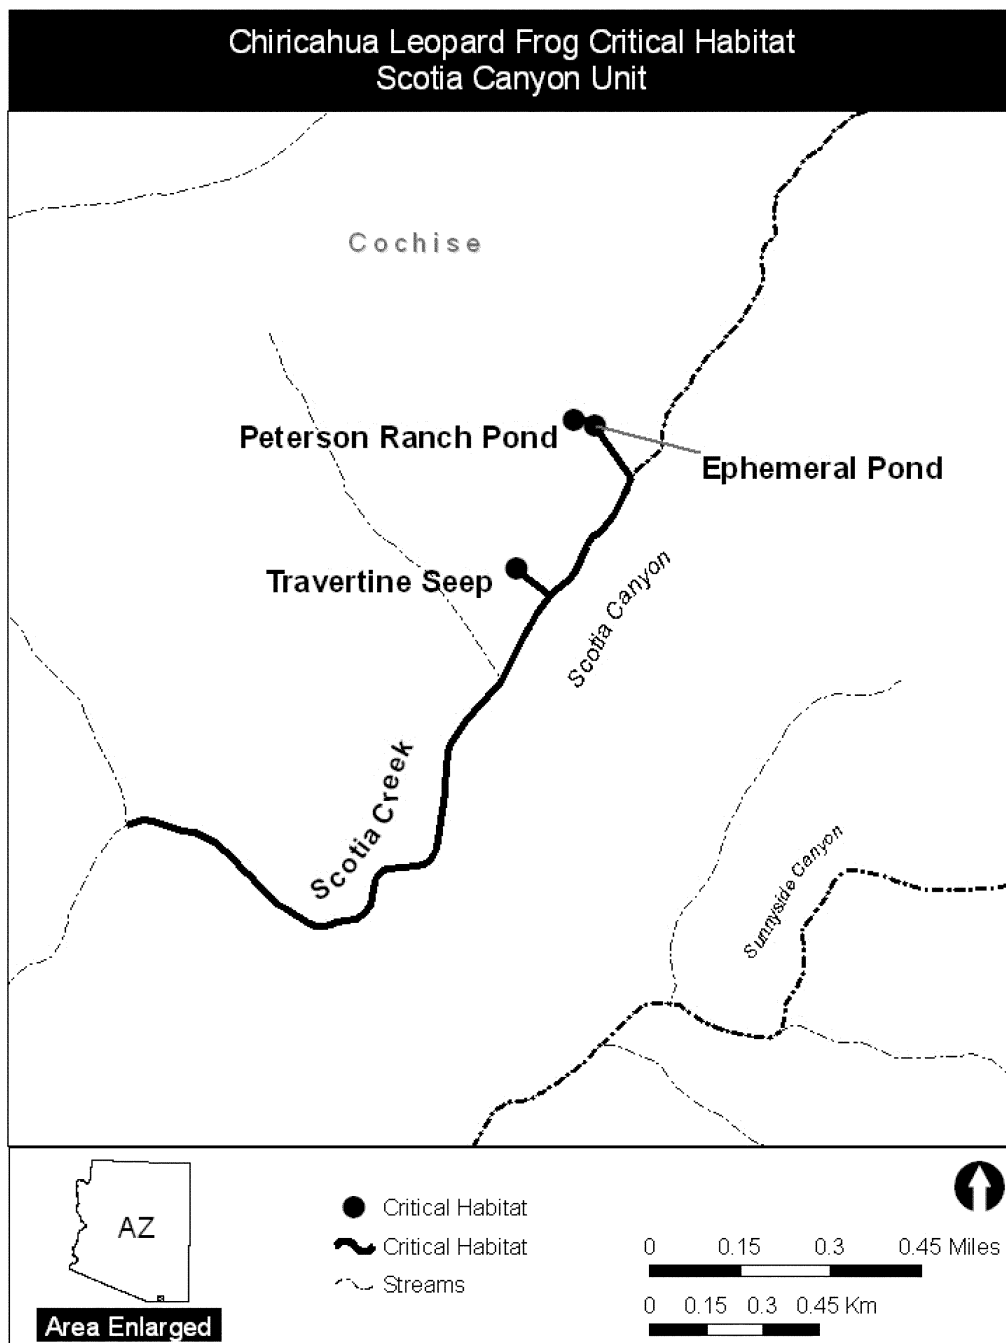 Chiricahua Leopard Frog Critical Habitat
Scotia Canyon Unit
Cochise
Peterson Ranch Pond
Ephemeral Pond
Travertine Seep
Scotia Canyon
Scotia Creek
Sunnyside Canyon
AZ
Area Enlarged
Critical Habitat
Critical Habitat
Streams
0 0.15 0.3 0.45 Miles
0 0.15 0.3 0.45 Km